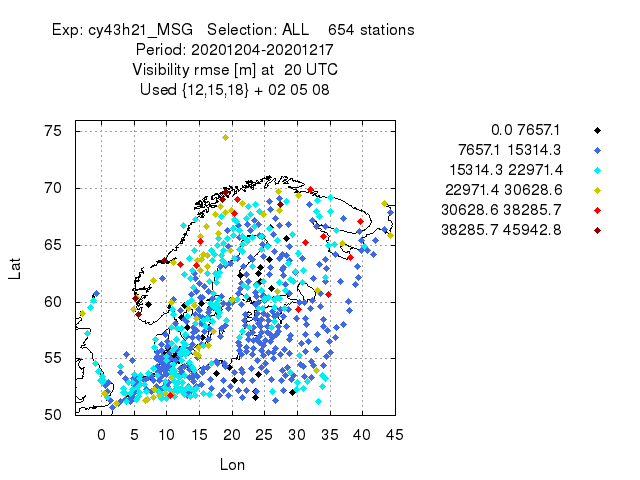 Exp: cy43h21_MSG Selection: ALL 654 stations
Period: 20201204-20201217
Visibility rmse [m] at 20 UTC
Used {12,15,18} + 02 05 08
0.0 7657.1
7657.1 15314.3
15314.3 22971.4
22971.4 30628.6
30628.6 38285.7
38285.7 45942.8
75
70
65
60
55
50
Lat
0 5 10 15 20 25 30 35 40 45
Lon